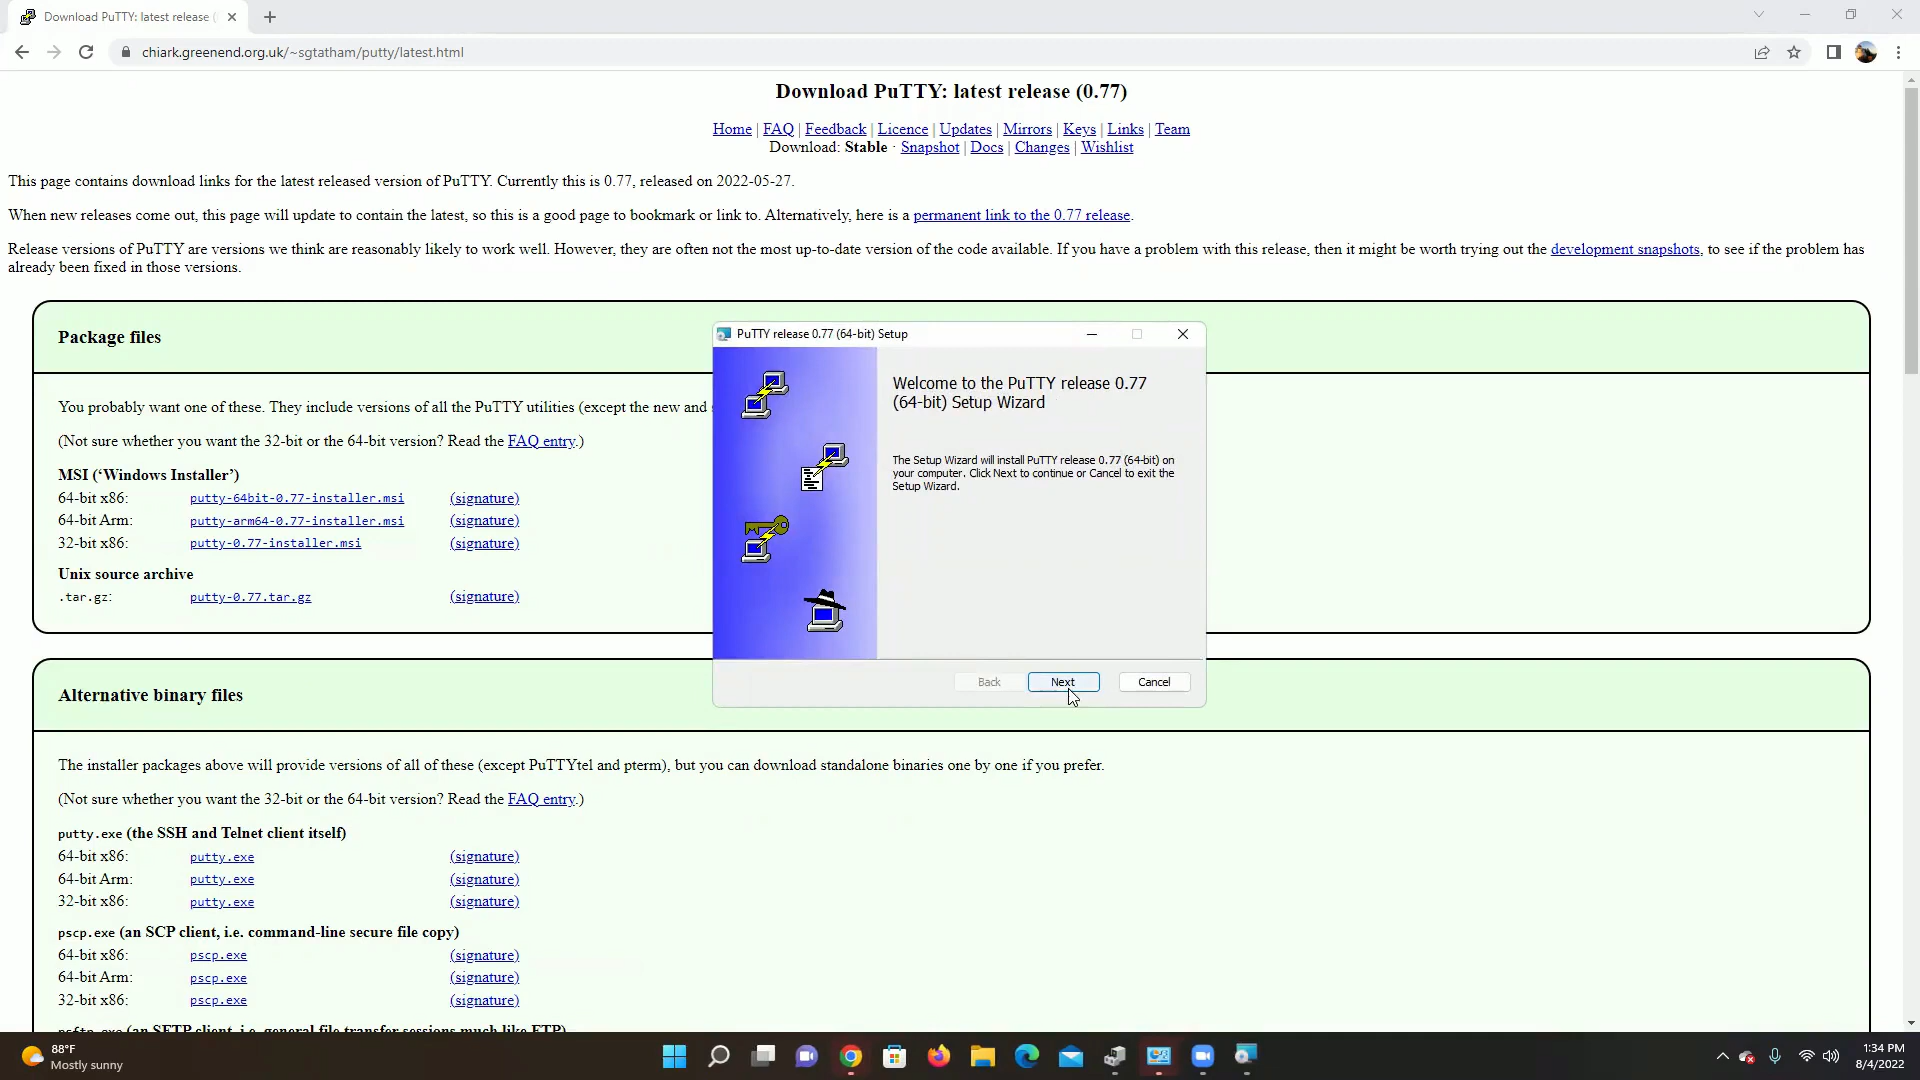 Download PuTTY: latest release (
chiark.greenend.org.uk/~sgtatham/putty/latest.html
Download PuTTY: latest release (0.77)
Home | FAQ | Feedback | Licence | Updates | Mirrors | Keys | Links | Team
Download: Stable · Snapshot | Docs | Changes | Wishlist
This page contains download links for the latest released version of PuTTY. Currently this is 0.77, released on 2022-05-27.
When new releases come out, this page will update to contain the latest, so this is a good page to bookmark or link to. Alternatively, here is a permanent link to the 0.77 release.
Release versions of PuTTY are versions we think are reasonably likely to work well. However, they are often not the most up-to-date version of the code available. If you have a problem with this release, then it might be worth trying out the development snapshots, to see if the problem has
already been fixed in those versions.
Package files
You probably want one of these. They include versions of all the PuTTY utilities (except the new and
(Not sure whether you want the 32-bit or the 64-bit version? Read the FAQ entry.)
MSI (‘Windows Installer’)
64-bit x86: putty-64bit-0.77-installer.msi (signature)
64-bit Arm: putty-arm64-0.77-installer.msi (signature)
32-bit x86: putty-0.77-installer.msi (signature)
Unix source archive
.tar.gz: putty-0.77.tar.gz (signature)
PuTTY release 0.77 (64-bit) Setup
Welcome to the PuTTY release 0.77
(64-bit) Setup Wizard
The Setup Wizard will install PuTTY release 0.77 (64-bit) on
your computer. Click Next to continue or Cancel to exit the
Setup Wizard.
Back Next Cancel
Alternative binary files
The installer packages above will provide versions of all of these (except PuTTYtel and pterm), but you can download standalone binaries one by one if you prefer.
(Not sure whether you want the 32-bit or the 64-bit version? Read the FAQ entry.)
putty.exe (the SSH and Telnet client itself)
64-bit x86: putty.exe (signature)
64-bit Arm: putty.exe (signature)
32-bit x86: putty.exe (signature)
pscp.exe (an SCP client, i.e. command-line secure file copy)
64-bit x86: pscp.exe (signature)
64-bit Arm: pscp.exe (signature)
32-bit x86: pscp.exe (signature)
psftp.exe (an SFTP client, i.e. general file transfer sessions much like FTP)
88°F
Mostly sunny
1:34 PM
8/4/2022